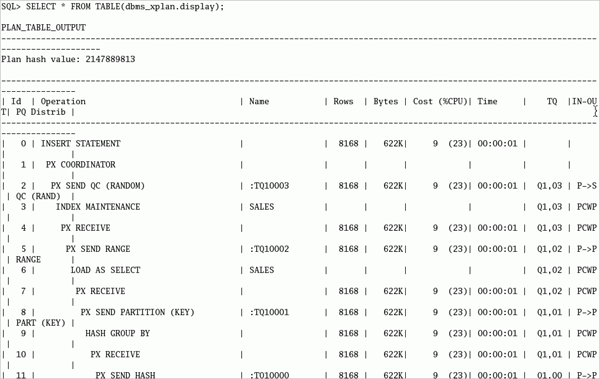 SQL> SELECT * FROM TABLE(dbms_xplan.display);
PLAN_TABLE_OUTPUT
--------------------------------------------------------------------------------
--------------------
Plan hash value: 2147889813
--------------------------------------------------------------------------------
---------------
| Id | Operation | Name | Rows | Bytes | Cost (%CPU)| Time | TQ |IN-OU
T| PQ Distrib |
--------------------------------------------------------------------------------
---------------
| 0 | INSERT STATEMENT | | 8168 | 622K| 9 (23)| 00:00:01 | |
| |
| 1 | PX COORDINATOR | | | | | | |
| |
| 2 | PX SEND QC (RANDOM) | :TQ10003 | 8168 | 622K| 9 (23)| 00:00:01 | Q1,03 | P->S
| QC (RAND) |
| 3 | INDEX MAINTENANCE | SALES | | | | | Q1,03 | PCWP
| |
| 4 | PX RECEIVE | | 8168 | 622K| 9 (23)| 00:00:01 | Q1,03 | PCWP
| |
| 5 | PX SEND RANGE | :TQ10002 | 8168 | 622K| 9 (23)| 00:00:01 | Q1,02 | P->P
| RANGE |
| 6 | LOAD AS SELECT | SALES | | | | | Q1,02 | PCWP
| |
| 7 | PX RECEIVE | | 8168 | 622K| 9 (23)| 00:00:01 | Q1,02 | PCWP
| |
| 8 | PX SEND PARTITION (KEY) | :TQ10001 | 8168 | 622K| 9 (23)| 00:00:01 | Q1,01 | P->P
| PART (KEY) |
| 9 | HASH GROUP BY | | 8168 | 622K| 9 (23)| 00:00:01 | Q1,01 | PCWP
| |
| 10 | PX RECEIVE | | 8168 | 622K| 9 (23)| 00:00:01 | Q1,01 | PCWP
| |
| 11 | PX SEND HASH | :TQ10000 | 8168 | 622K| 9 (23)| 00:00:01 | Q1,00 | P->P